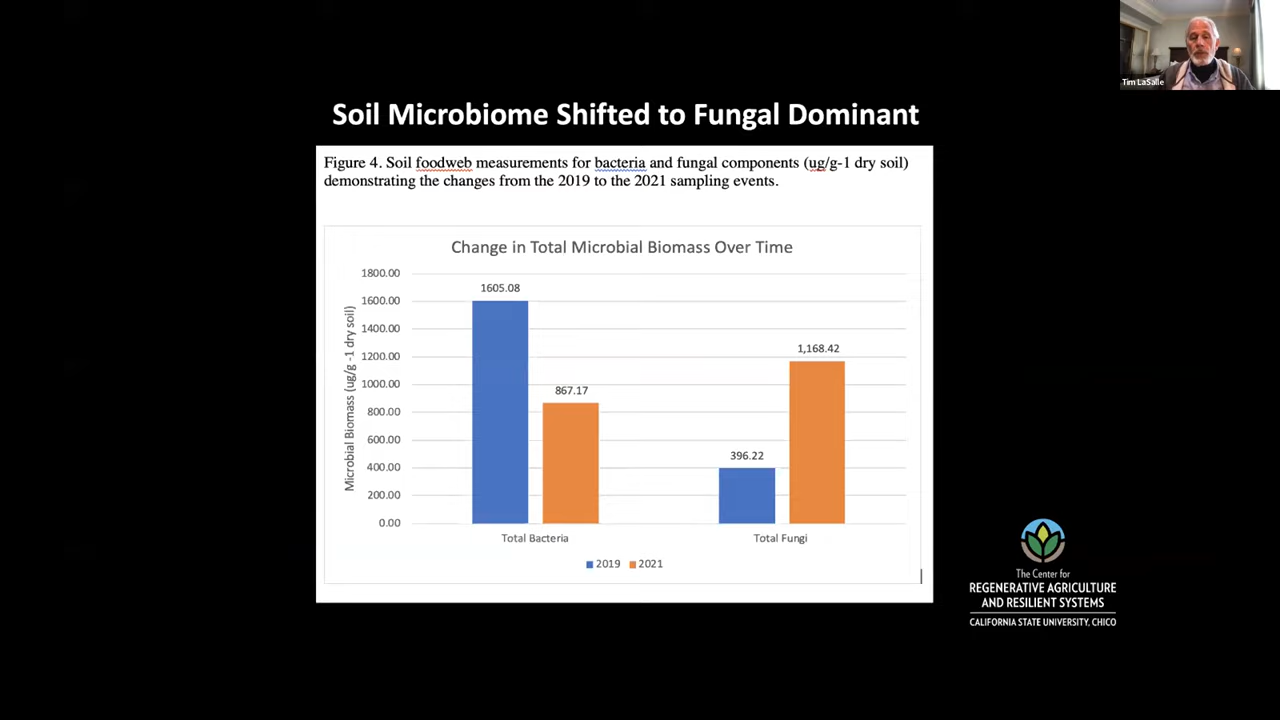 Tim LaSalle
Soil Microbiome Shifted to Fungal Dominant
Figure 4. Soil foodweb measurements for bacteria and fungal components (ug/g-1 dry soil)
demonstrating the changes from the 2019 to the 2021 sampling events.
Change in Total Microbial Biomass Over Time
Microbial Biomass (ug/g -1 dry soil)
1800.00
1600.00
1400.00
1200.00
1000.00
800.00
600.00
400.00
200.00
0.00
1605.08
867.17
396.22
1,168.42
Total Bacteria
Total Fungi
2019
2021
The Center for
REGENERATIVE AGRICULTURE
AND RESILIENT SYSTEMS
CALIFORNIA STATE UNIVERSITY, CHICO